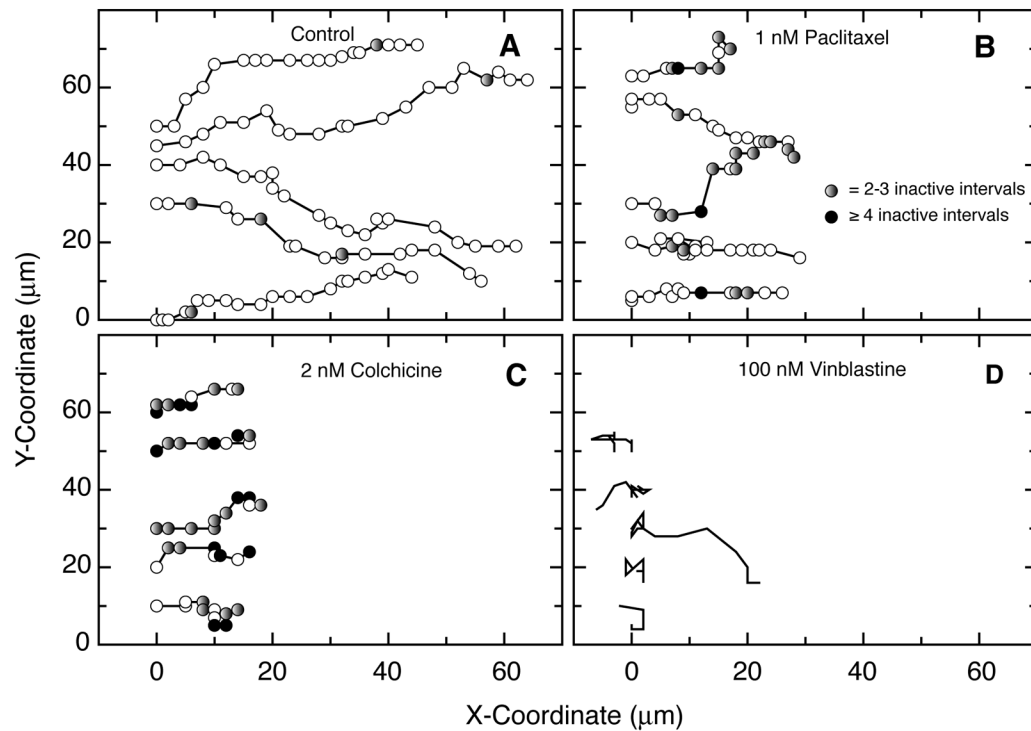 Control
A
1 nM Paclitaxel
B
60
40
20
0
= 2-3 inactive intervals
≥ 4 inactive intervals
2 nM Colchicine
C
100 nM Vinblastine
D
60
40
20
0
0 20 40 60
0 20 40 60
Y-Coordinate (μm)
X-Coordinate (μm)